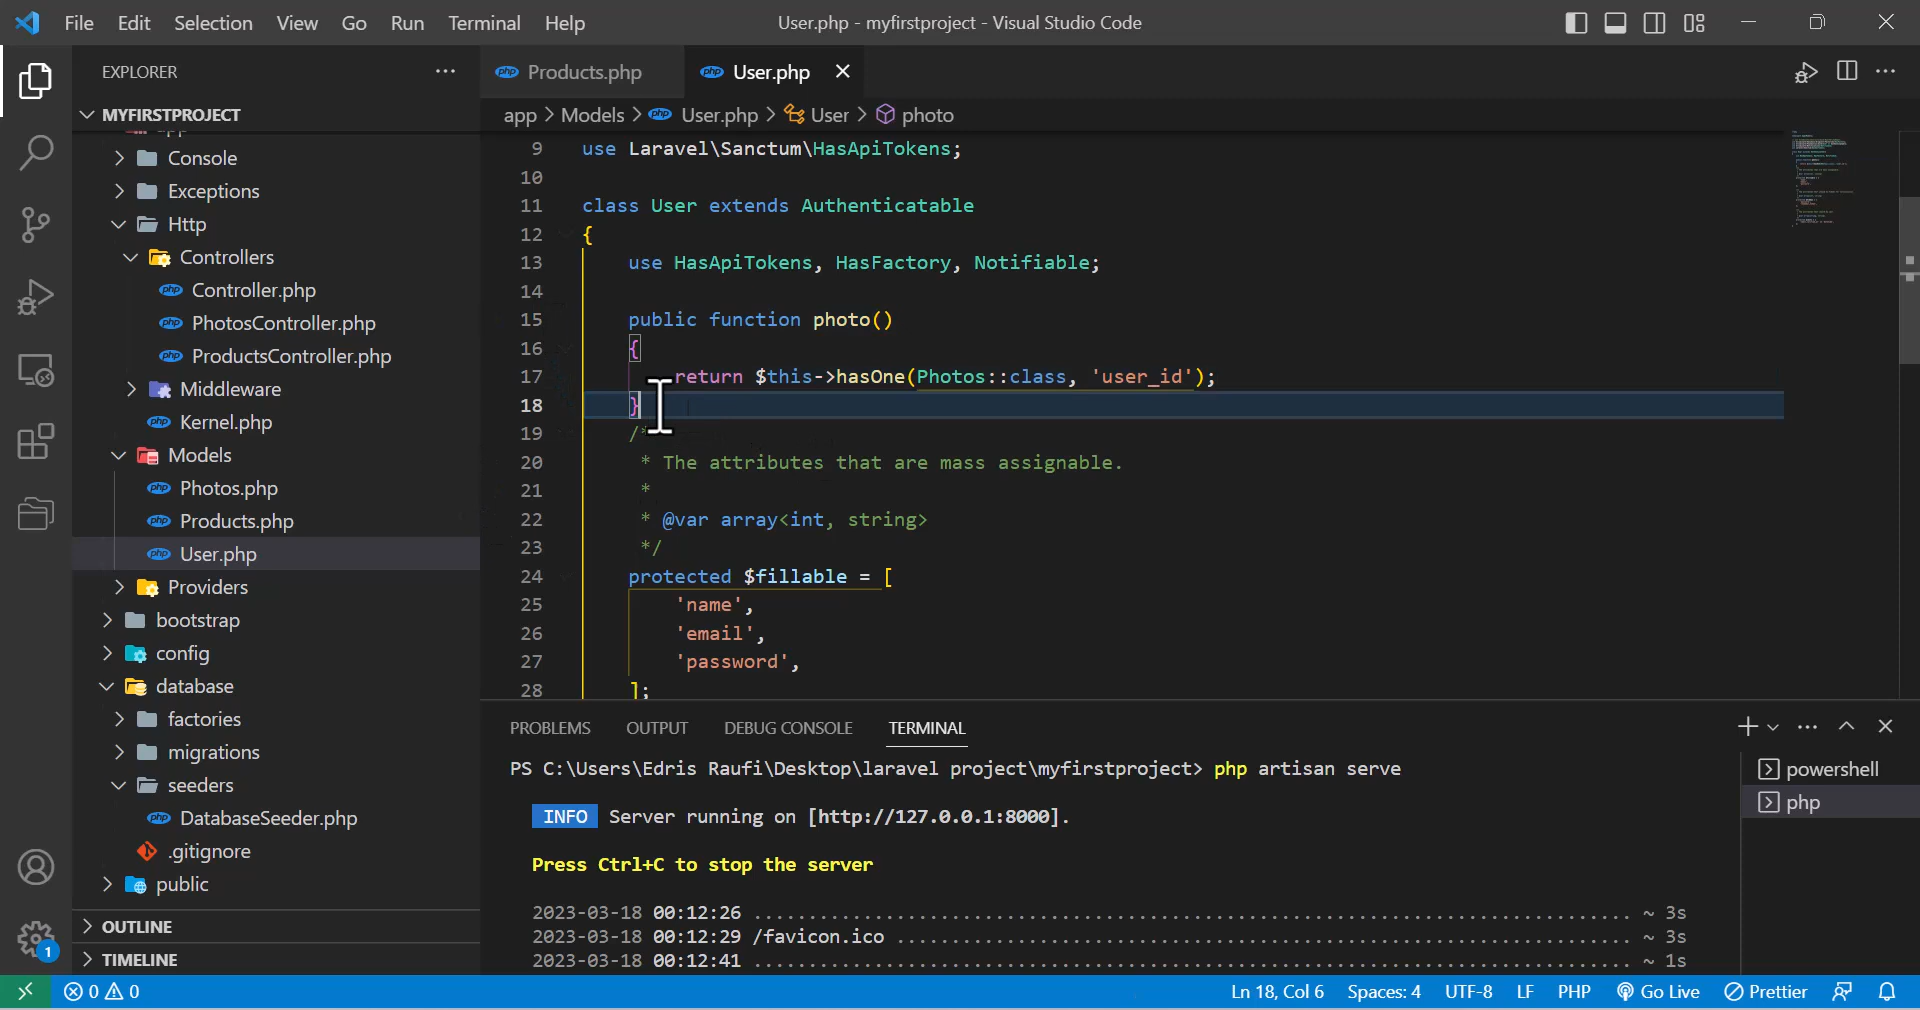 File Edit Selection View Go Run Terminal Help
User.php - myfirstproject - Visual Studio Code
EXPLORER
MYFIRSTPROJECT
Console
Exceptions
Http
Controllers
Controller.php
PhotosController.php
ProductsController.php
Middleware
Kernel.php
Models
Photos.php
Products.php
User.php
Providers
bootstrap
config
database
factories
migrations
seeders
DatabaseSeeder.php
.gitignore
public
OUTLINE
TIMELINE
php Products.php
php User.php
app > Models > php User.php > User > photo
9 use Laravel\Sanctum\HasApiTokens;
10
11 class User extends Authenticatable
12 {
13 use HasApiTokens, HasFactory, Notifiable;
14
15 public function photo()
16 {
17 return $this->hasOne(Photos::class, 'user_id');
18 }
19 /*
20 * The attributes that are mass assignable.
21 *
22 * @var array<int, string>
23 */
24 protected $fillable = [
25 'name',
26 'email',
27 'password',
28 ];
PROBLEMS OUTPUT DEBUG CONSOLE TERMINAL
PS C:\Users\Edris Raufi\Desktop\laravel project\myfirstproject> php artisan serve
INFO Server running on [http://127.0.0.1:8000].
Press Ctrl+C to stop the server
2023-03-18 00:12:26 ................................................................................ ~ 3s
2023-03-18 00:12:29 /favicon.ico ................................................................... ~ 3s
2023-03-18 00:12:41 ................................................................................ ~ 1s
powershell
php
1
0 0
Ln 18, Col 6 Spaces: 4 UTF-8 LF PHP Go Live Prettier